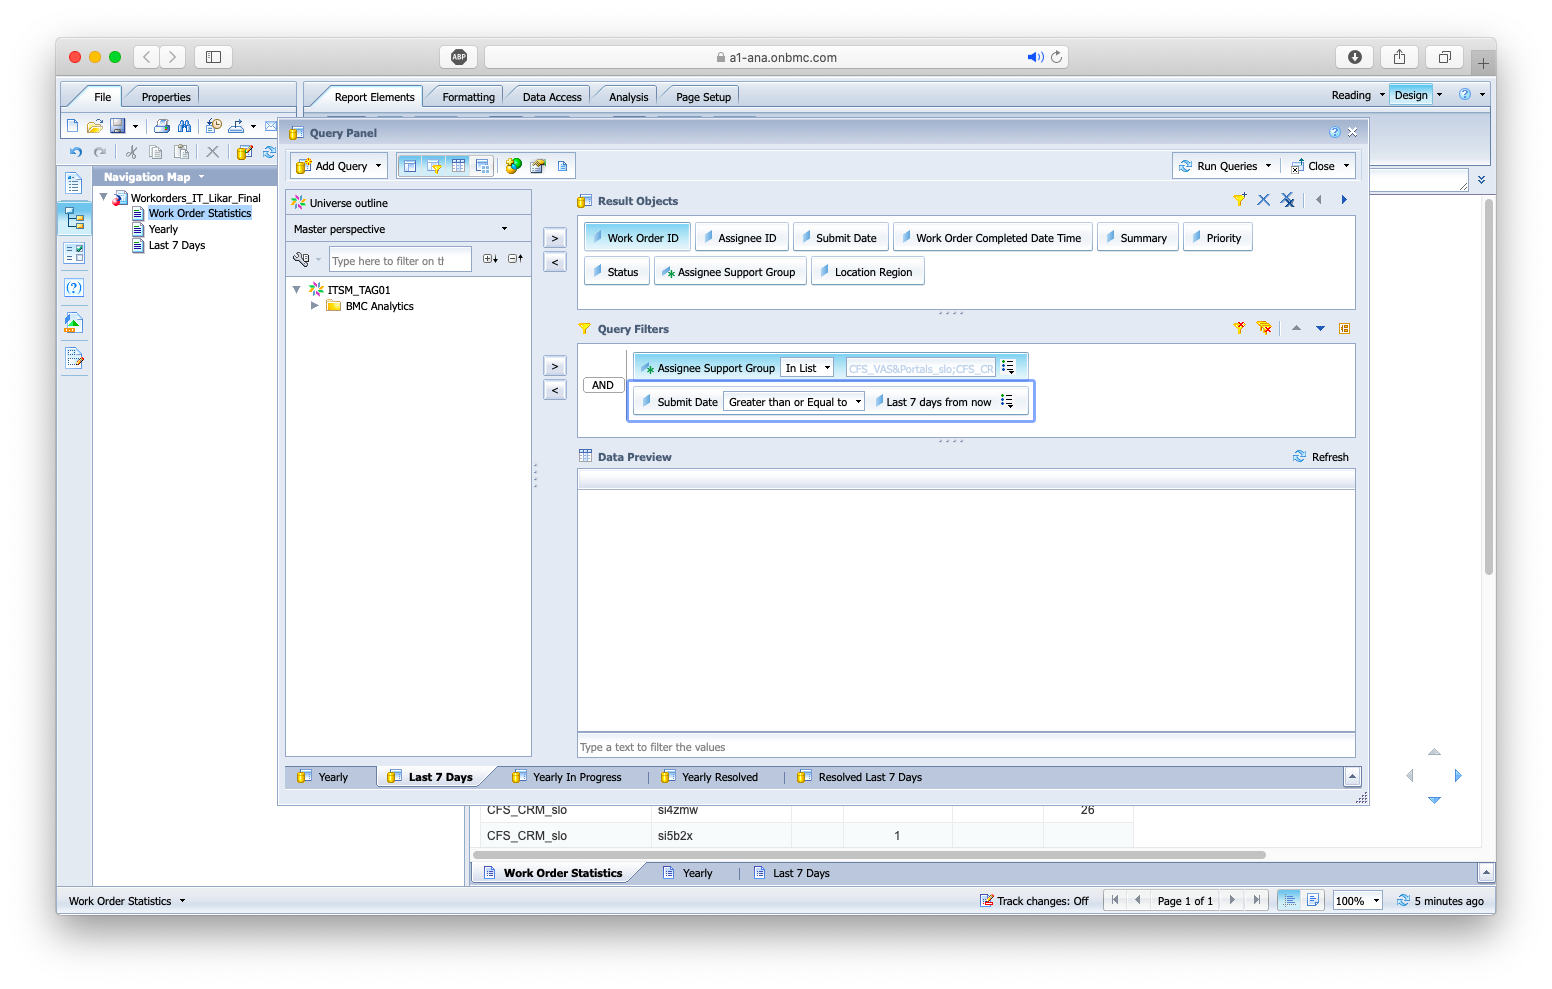 ABP
a1-ana.onbmc.com
File
Properties
Report Elements
Formatting
Data Access
Analysis
Page Setup
Reading
Design
Query Panel
Add Query
Run Queries
Close
Navigation Map
Workorders_IT_Likar_Final
Work Order Statistics
Yearly
Last 7 Days
Universe outline
Master perspective
Type here to filter on th
ITSM_TAG01
BMC Analytics
Result Objects
Work Order ID
Assignee ID
Submit Date
Work Order Completed Date Time
Summary
Priority
Status
Assignee Support Group
Location Region
Query Filters
AND
Assignee Support Group In List CFS_VAS&Portals_slo;CFS_CR
Submit Date Greater than or Equal to Last 7 days from now
Data Preview
Refresh
Type a text to filter the values
Yearly
Last 7 Days
Yearly In Progress
Yearly Resolved
Resolved Last 7 Days
CFS_CRM_slo si4zmw 26
CFS_CRM_slo si5b2x 1
Work Order Statistics
Yearly
Last 7 Days
Work Order Statistics
Track changes: Off
Page 1 of 1
100%
5 minutes ago